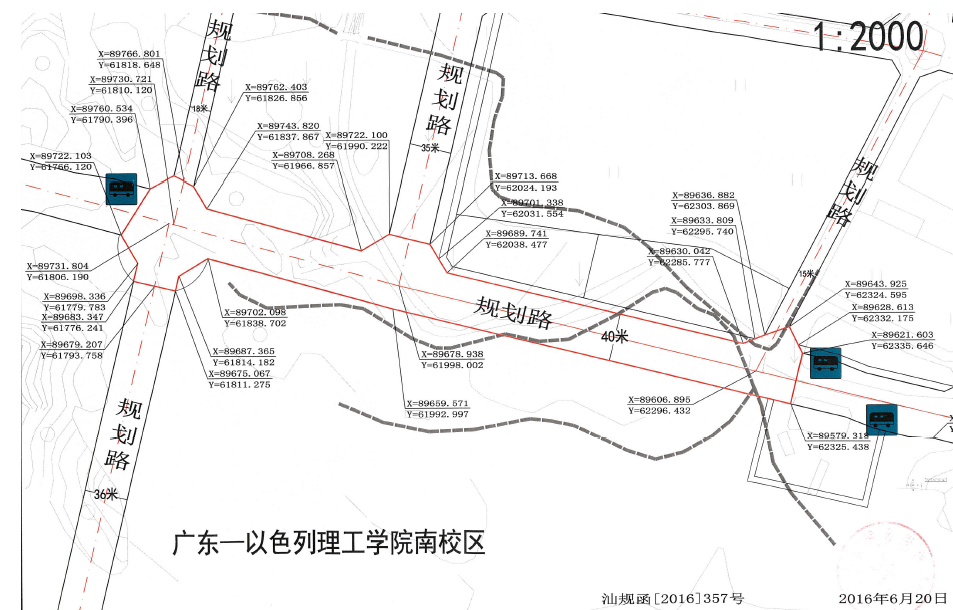 1:2000
规划路
18米
规划路
35米
规划路
15米
X=89766.801
Y=61818.648
X=89730.721
Y=61810.120
X=89760.534
Y=61790.396
X=89722.103
Y=61766.120
X=89762.403
Y=61826.856
X=89743.820
Y=61837.867
X=89708.268
Y=61966.857
X=89722.100
Y=61990.222
X=89713.668
Y=62024.193
X=89701.338
Y=62031.554
X=89689.741
Y=62038.477
X=89636.882
Y=62303.869
X=89633.809
Y=62295.740
X=89630.042
Y=62285.777
X=89643.925
Y=62324.595
X=89628.613
Y=62332.175
X=89621.603
Y=62335.646
X=89731.804
Y=61806.190
X=89698.336
Y=61779.783
X=89683.347
Y=61776.241
X=89679.207
Y=61793.758
X=89702.098
Y=61838.702
X=89687.365
Y=61814.182
X=89675.067
Y=61811.275
规划路
40米
X=89678.938
Y=61998.002
X=89659.571
Y=61992.997
X=89606.895
Y=62296.432
X=89579.318
Y=62325.438
规划路
36米
广东—以色列理工学院南校区
汕规函[2016]357号
2016年6月20日